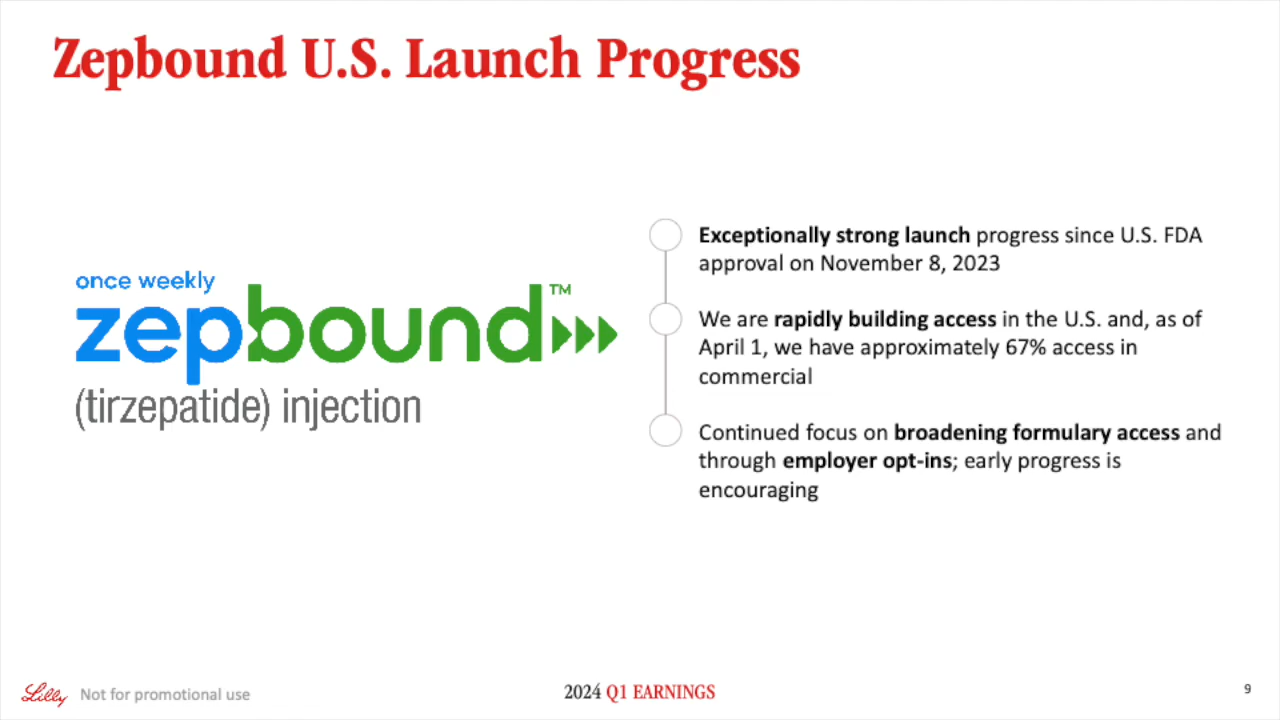 Zepbound U.S. Launch Progress
once weekly
zepbound™
(tirzepatide) injection
Exceptionally strong launch progress since U.S. FDA
approval on November 8, 2023
We are rapidly building access in the U.S. and, as of
April 1, we have approximately 67% access in
commercial
Continued focus on broadening formulary access and
through employer opt-ins; early progress is
encouraging
Lilly Not for promotional use
2024 Q1 EARNINGS
9